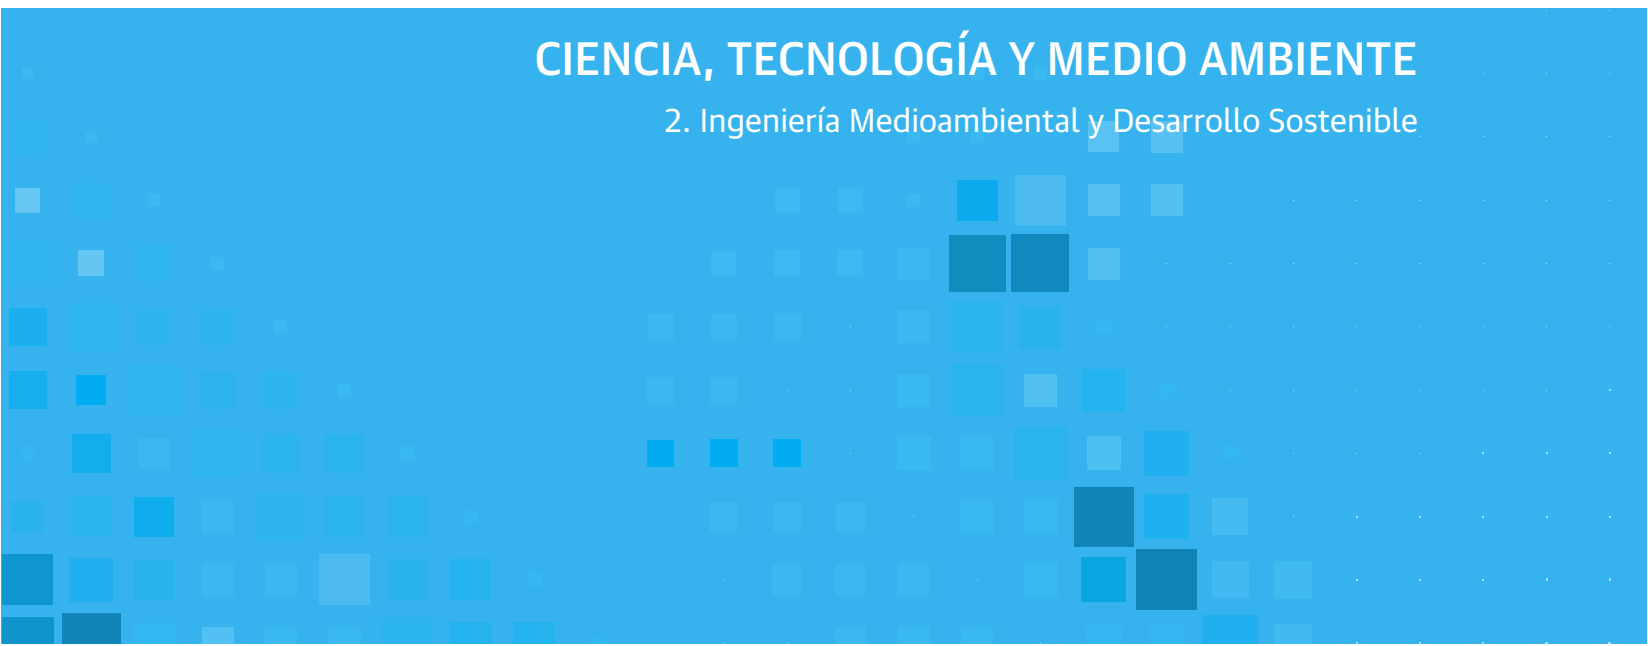 CIENCIA, TECNOLOGÍA Y MEDIO AMBIENTE
2. Ingeniería Medioambiental y Desarrollo Sostenible